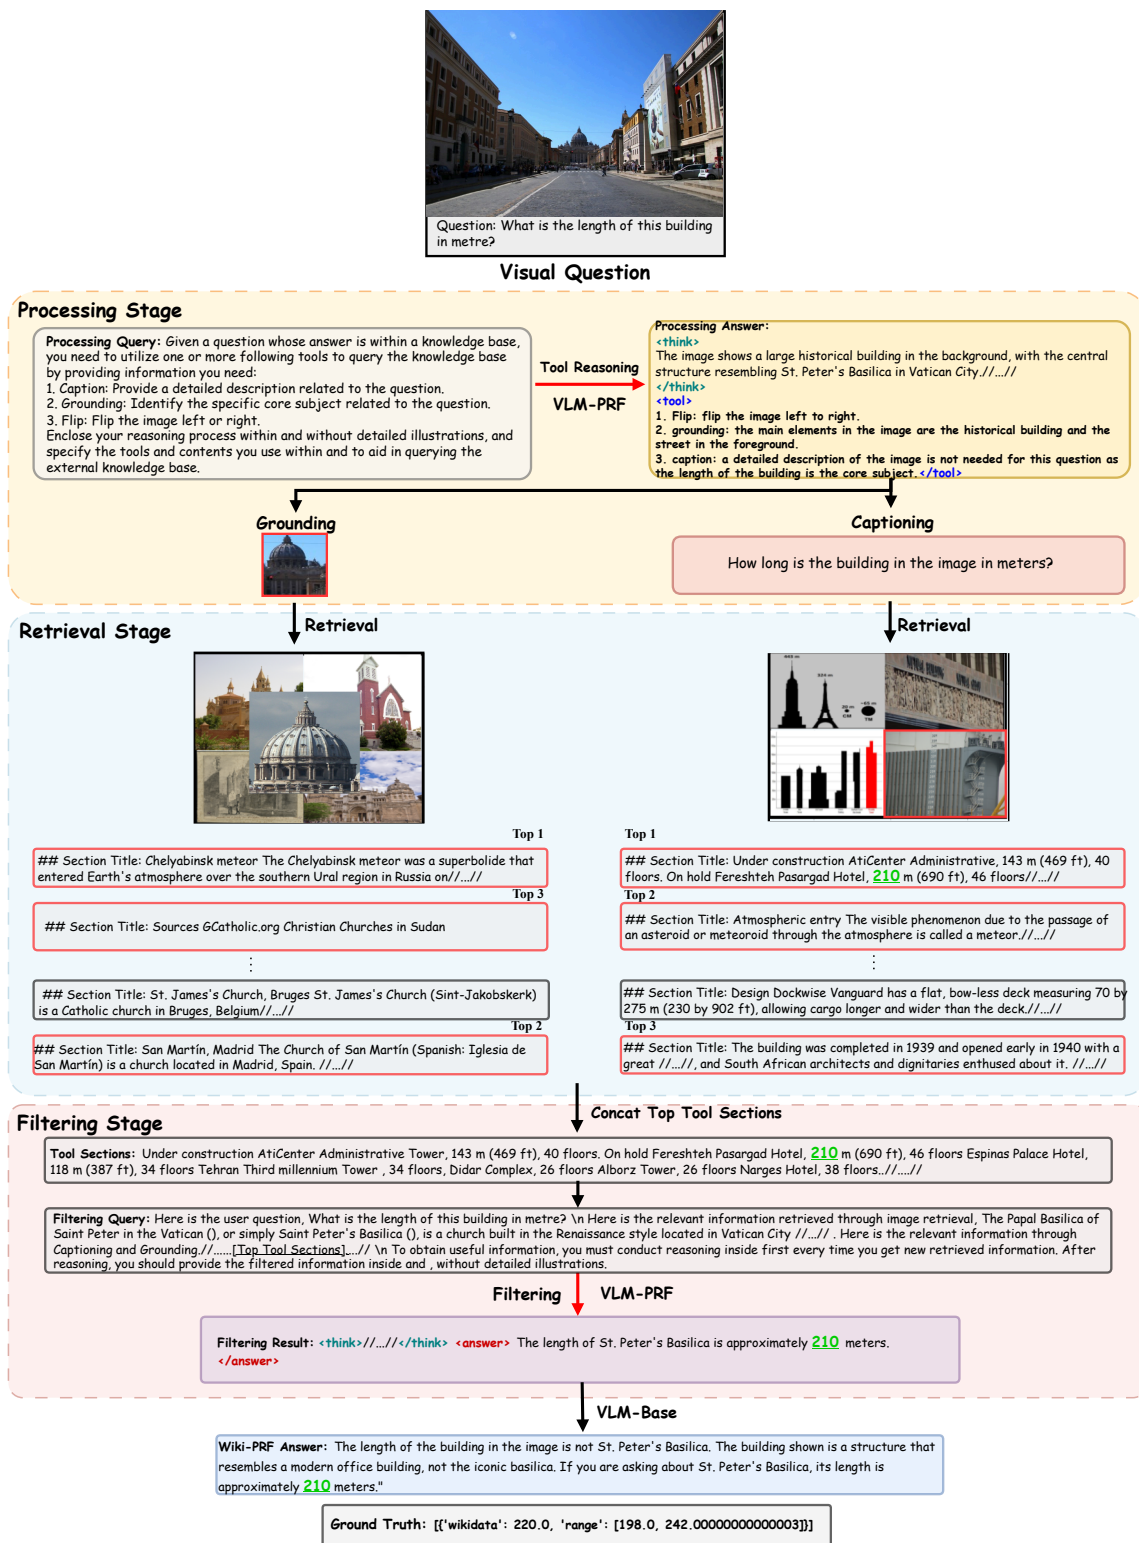 Question: What is the length of this building
in metre?
Visual Question
Processing Stage
Processing Query: Given a question whose answer is within a knowledge base,
you need to utilize one or more following tools to query the knowledge base
by providing information you need:
1. Caption: Provide a detailed description related to the question.
2. Grounding: Identify the specific core subject related to the question.
3. Flip: Flip the image left or right.
Enclose your reasoning process within and without detailed illustrations, and
specify the tools and contents you use within and to aid in querying the
external knowledge base.
Tool Reasoning
VLM-PRF
Processing Answer:
<think>
The image shows a large historical building in the background, with the central
structure resembling St. Peter's Basilica in Vatican City.//...//
</think>
<tool>
1. Flip: flip the image left to right.
2. grounding: the main elements in the image are the historical building and the
street in the foreground.
3. caption: a detailed description of the image is not needed for this question as
the length of the building is the core subject.</tool>
Grounding
Captioning
How long is the building in the image in meters?
Retrieval Stage
Retrieval
Retrieval
Top 1
## Section Title: Chelyabinsk meteor The Chelyabinsk meteor was a superbolide that
entered Earth's atmosphere over the southern Ural region in Russia on//...//
Top 3
## Section Title: Sources GCatholic.org Christian Churches in Sudan
⋮
## Section Title: St. James's Church, Bruges St. James's Church (Sint-Jakobskerk)
is a Catholic church in Bruges, Belgium//...//
Top 2
## Section Title: San Martín, Madrid The Church of San Martín (Spanish: Iglesia de
San Martín) is a church located in Madrid, Spain. //...//
Top 1
## Section Title: Under construction AtiCenter Administrative, 143 m (469 ft), 40
floors. On hold Fereshteh Pasargad Hotel, 210 m (690 ft), 46 floors//...//
Top 2
## Section Title: Atmospheric entry The visible phenomenon due to the passage of
an asteroid or meteoroid through the atmosphere is called a meteor.//...//
⋮
## Section Title: Design Dockwise Vanguard has a flat, bow-less deck measuring 70 by
275 m (230 by 902 ft), allowing cargo longer and wider than the deck.//...//
Top 3
## Section Title: The building was completed in 1939 and opened early in 1940 with a
great //...//, and South African architects and dignitaries enthused about it. //...//
Concat Top Tool Sections
Filtering Stage
Tool Sections: Under construction AtiCenter Administrative Tower, 143 m (469 ft), 40 floors. On hold Fereshteh Pasargad Hotel, 210 m (690 ft), 46 floors Espinas Palace Hotel,
118 m (387 ft), 34 floors Tehran Third millennium Tower , 34 floors, Didar Complex, 26 floors Alborz Tower, 26 floors Narges Hotel, 38 floors..//....//
Filtering Query: Here is the user question, What is the length of this building in metre? \n Here is the relevant information retrieved through image retrieval, The Papal Basilica of
Saint Peter in the Vatican (), or simply Saint Peter's Basilica (), is a church built in the Renaissance style located in Vatican City //...// . Here is the relevant information through
Captioning and Grounding.//......[Top Tool Sections]....// \n To obtain useful information, you must conduct reasoning inside first every time you get new retrieved information. After
reasoning, you should provide the filtered information inside and , without detailed illustrations.
Filtering
VLM-PRF
Filtering Result: <think>//...//</think> <answer> The length of St. Peter's Basilica is approximately 210 meters.
</answer>
VLM-Base
Wiki-PRF Answer: The length of the building in the image is not St. Peter's Basilica. The building shown is a structure that
resembles a modern office building, not the iconic basilica. If you are asking about St. Peter's Basilica, its length is
approximately 210 meters."
Ground Truth: [{'wikidata': 220.0, 'range': [198.0, 242.00000000000003]}]